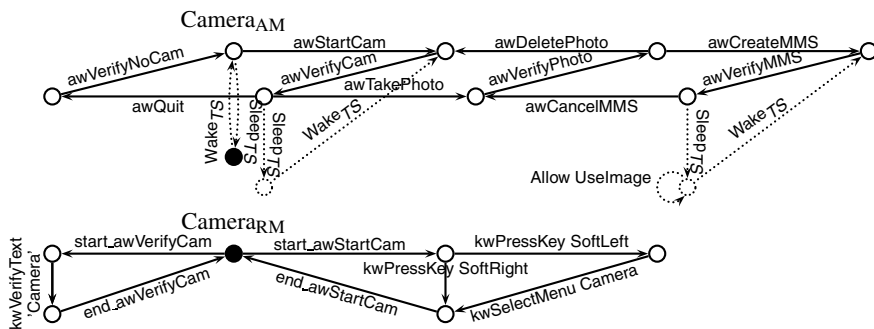 CameraAM
awStartCam
awDeletePhoto
awCreateMMS
awVerifyNoCam
awVerifyCam
awVerifyPhoto
awVerifyMMS
awQuit
awTakePhoto
awCancelMMS
WakeTS
SleepTS
SleepTS
WakeTS
SleepTS
WakeTS
Allow UseImage
CameraRM
start_awVerifyCam
start_awStartCam
kwPressKey SoftLeft
kwVerifyText
'Camera'
kwPressKey SoftRight
end_awVerifyCam
end_awStartCam
kwSelectMenu Camera